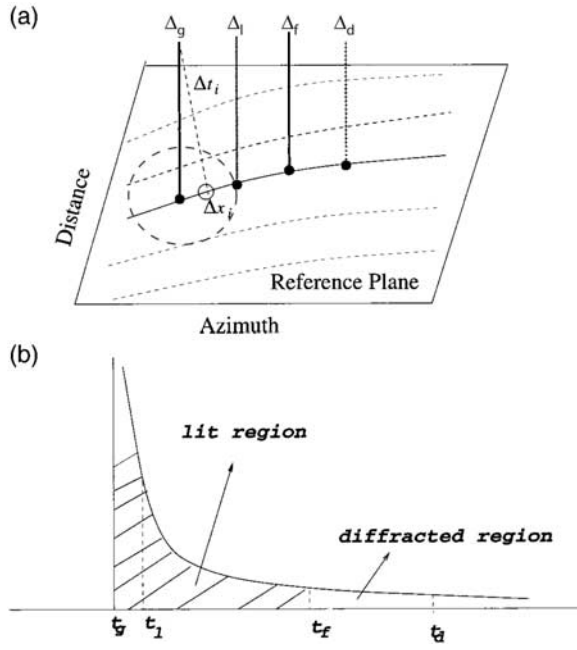 (a)
Δg Δl Δf Δd
Δti
Δxi
Distance
Reference Plane
Azimuth
(b)
lit region
diffracted region
tg tl tf td